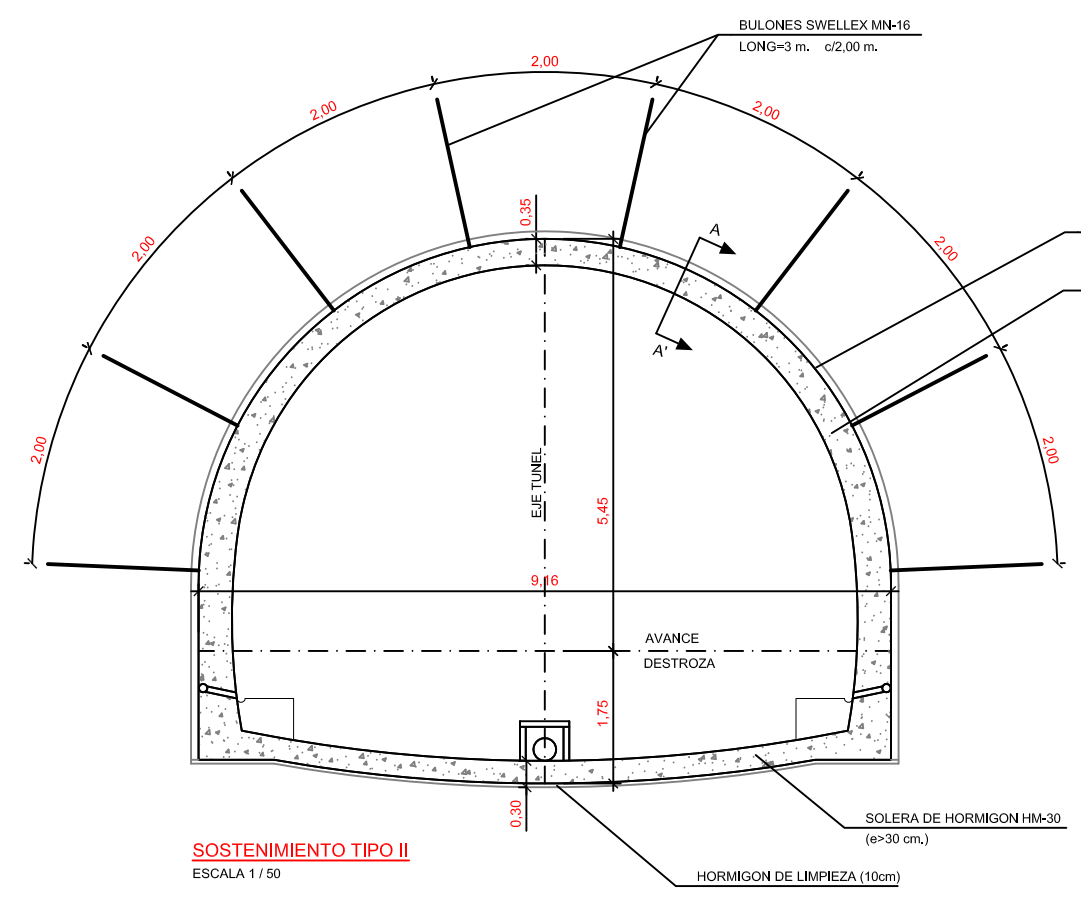 BULONES SWELLEX MN-16
LONG=3 m. c/2,00 m.
2,00
2,00
2,00
2,00
2,00
2,00
2,00
0,35
A
A'
EJE TUNEL
5,45
9,16
AVANCE
DESTROZA
1,75
0,30
SOLERA DE HORMIGON HM-30
(e>30 cm.)
HORMIGON DE LIMPIEZA (10cm)
SOSTENIMIENTO TIPO II
ESCALA 1 / 50